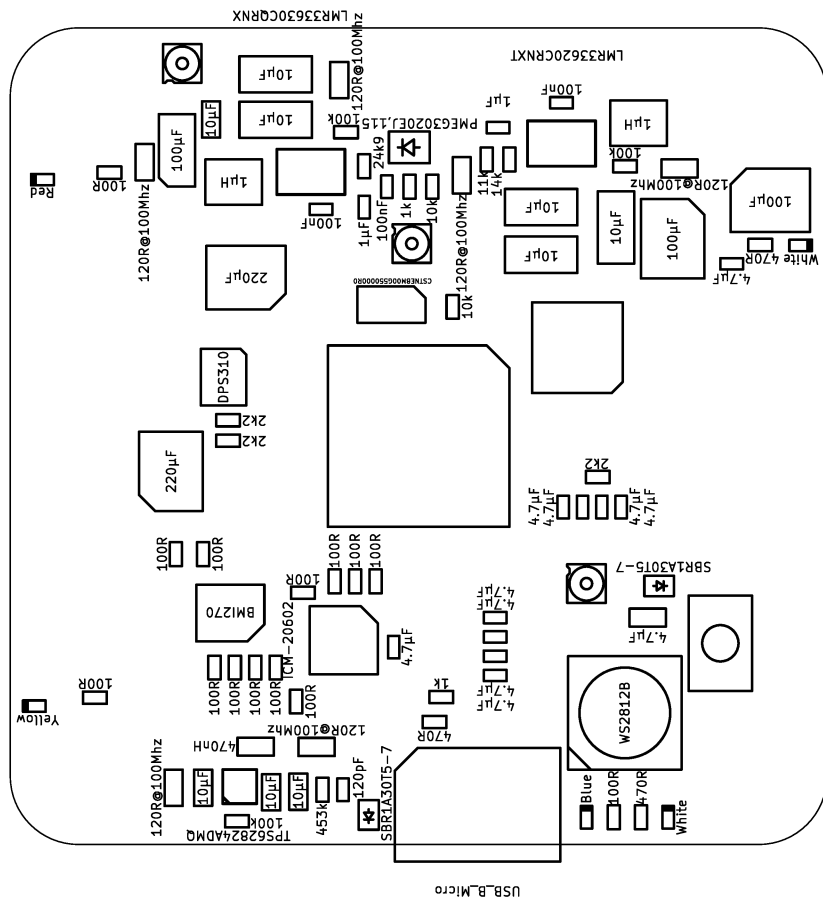 LMR33630CQRNX
LMR33620CRNXT
120R@100Mhz
10µF
10µF
10µF
100µF
100k
PMEG3020EJ,115
100nF
1µF
1µH
100k
120R@100Mhz
100µF
Red
100R
120R@100Mhz
1µH
100nF
24k9
1µF
100nF
1k
10k
120R@100Mhz
11k
14k
10µF
10µF
10µF
100µF
470R
White
4.7µF
220µF
CSTNE8M00G550000R0
10k
DPS310
2k2
2k2
220µF
2k2
4.7µF
4.7µF
4.7µF
4.7µF
100R
100R
100R
100R
100R
100R
BMI270
ICM-20602
4.7µF
4.7µF
4.7µF
4.7µF
4.7µF
SBR1A30T5-7
4.7µF
WS2812B
100R
100R
100R
100R
100R
100R
Yellow
1k
470R
470nH
120R@100Mhz
120R@100Mhz
10µF
10µF
10µF
100k
TPS62824ADMQ
453k
120pF
SBR1A30T5-7
Blue
100R
470R
White
USB_B_Micro